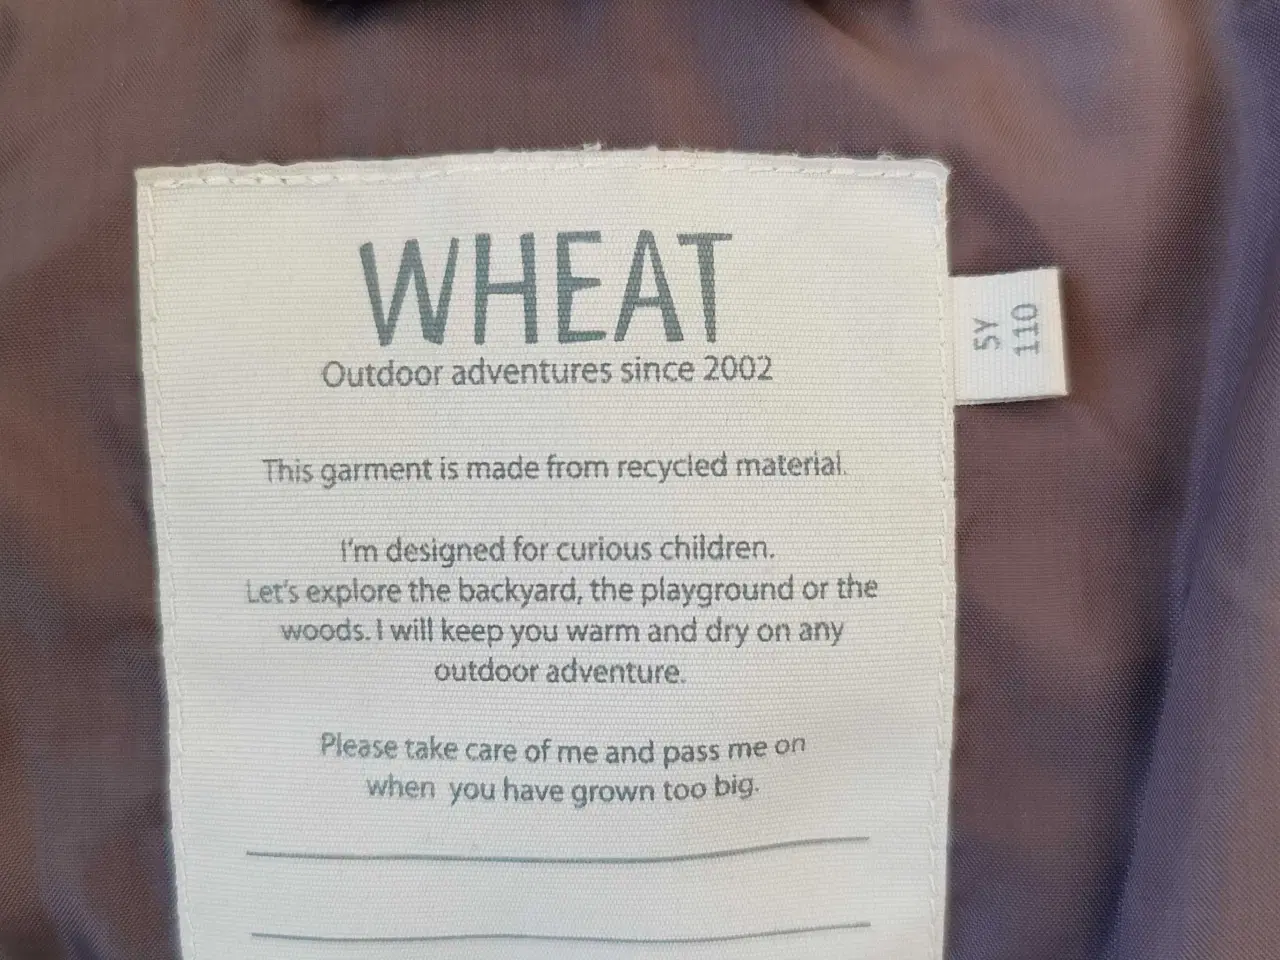 WHEAT
Outdoor adventures since 2002
5Y
110
This garment is made from recycled material.
I'm designed for curious children.
Let's explore the backyard, the playground or the
woods. I will keep you warm and dry on any
outdoor adventure.
Please take care of me and pass me on
when you have grown too big.